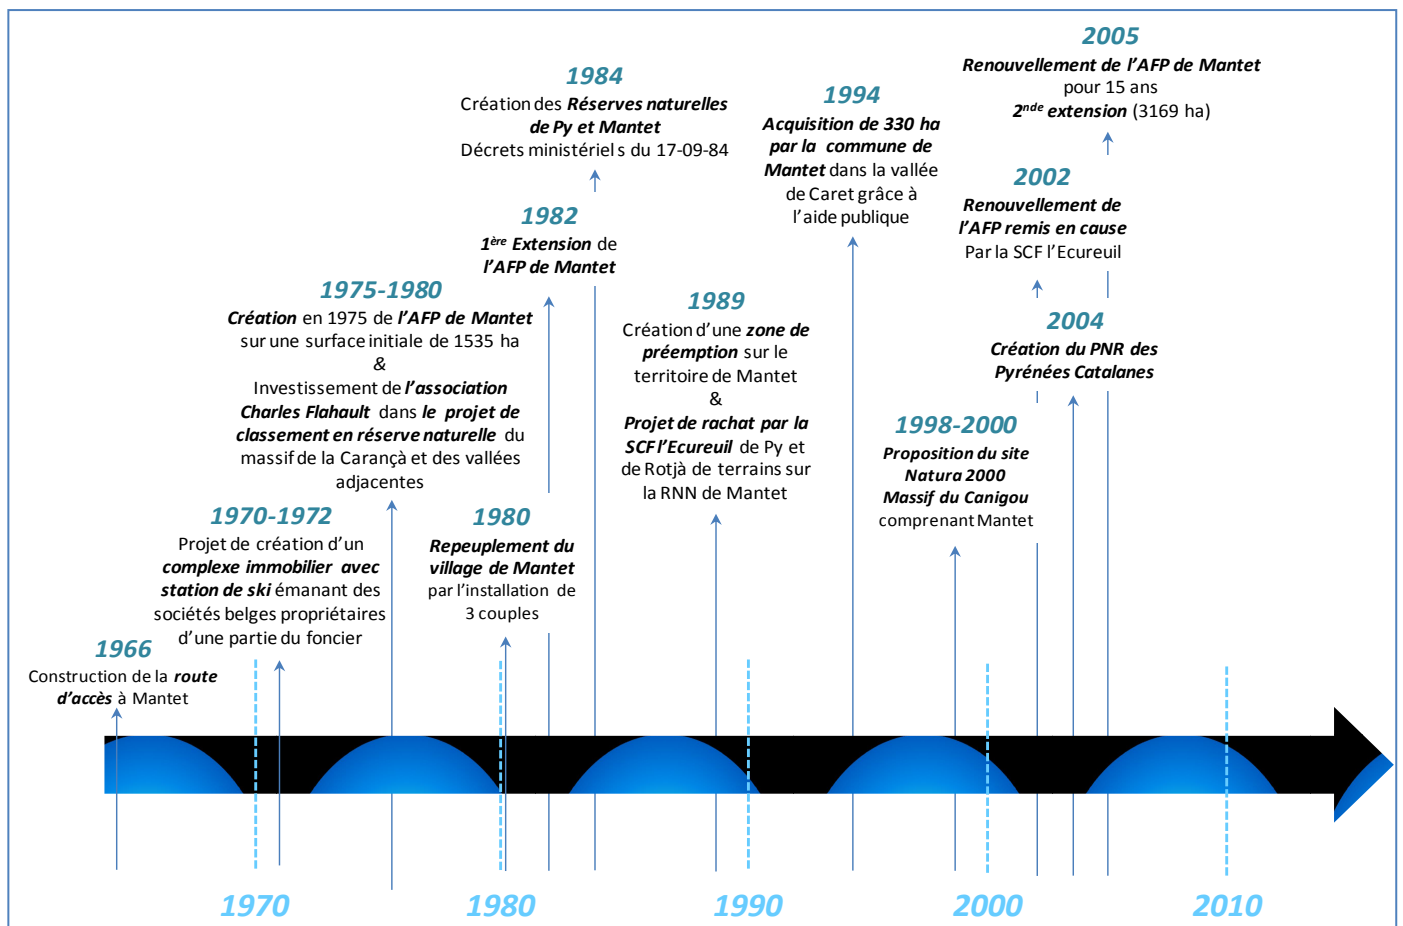 1966
Construction de la route
d’accès à Mantet
1970-1972
Projet de création d’un
complexe immobilier avec
station de ski émanant des
sociétés belges propriétaires
d’une partie du foncier
1975-1980
Création en 1975 de l’AFP de Mantet
sur une surface initiale de 1535 ha
&
Investissement de l’association
Charles Flahault dans le projet de
classement en réserve naturelle du
massif de la Carançà et des vallées
adjacentes
1980
Repeuplement du
village de Mantet
par l’installation de
3 couples
1982
1ère Extension de
l’AFP de Mantet
1984
Création des Réserves naturelles
de Py et Mantet
Décrets ministériels du 17-09-84
1989
Création d’une zone de
préemption sur le
territoire de Mantet
&
Projet de rachat par la
SCF l’Ecureuil de Py et
de Rotjà de terrains sur
la RNN de Mantet
1994
Acquisition de 330 ha
par la commune de
Mantet dans la vallée
de Caret grâce à
l’aide publique
1998-2000
Proposition du site
Natura 2000
Massif du Canigou
comprenant Mantet
2002
Renouvellement de
l’AFP remis en cause
Par la SCF l’Ecureuil
2004
Création du PNR des
Pyrénées Catalanes
2005
Renouvellement de l’AFP de Mantet
pour 15 ans
2nde extension (3169 ha)
1970
1980
1990
2000
2010